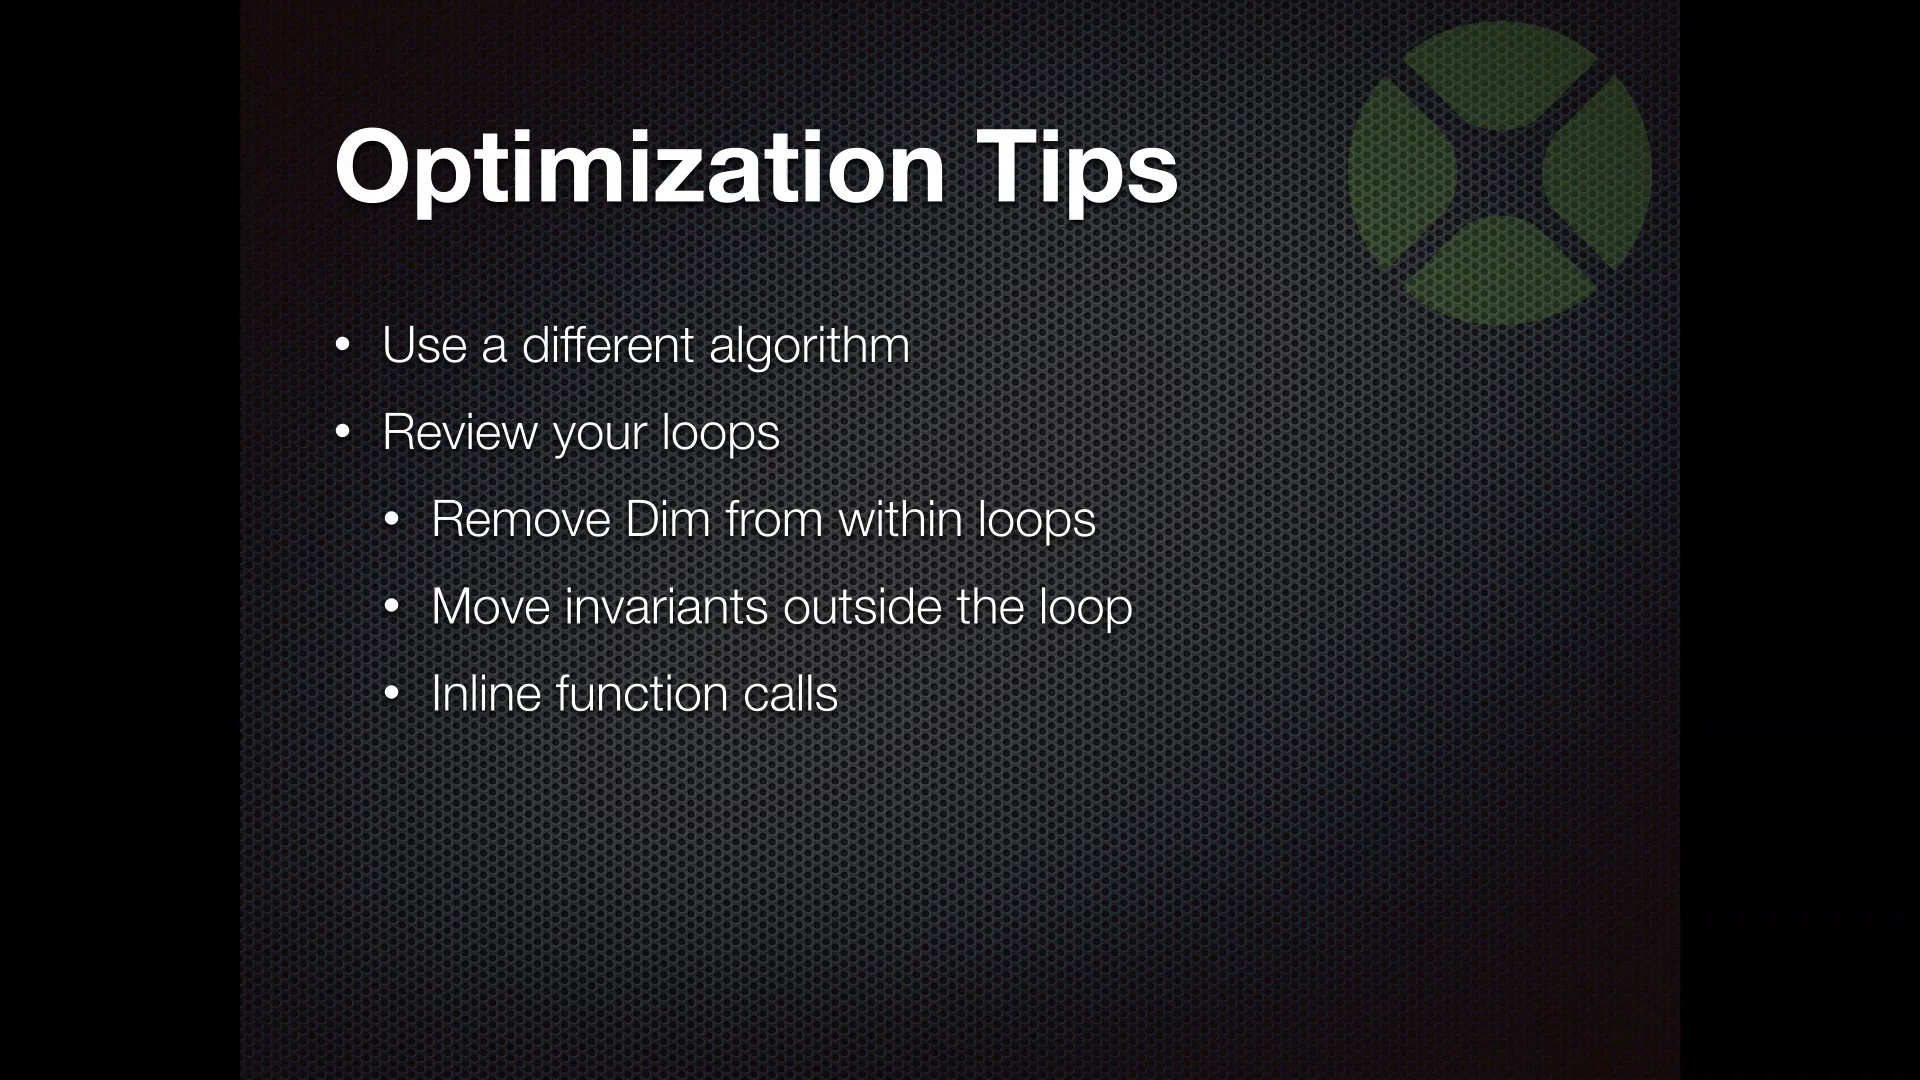 Optimization Tips
• Use a different algorithm
• Review your loops
• Remove Dim from within loops
• Move invariants outside the loop
• Inline function calls